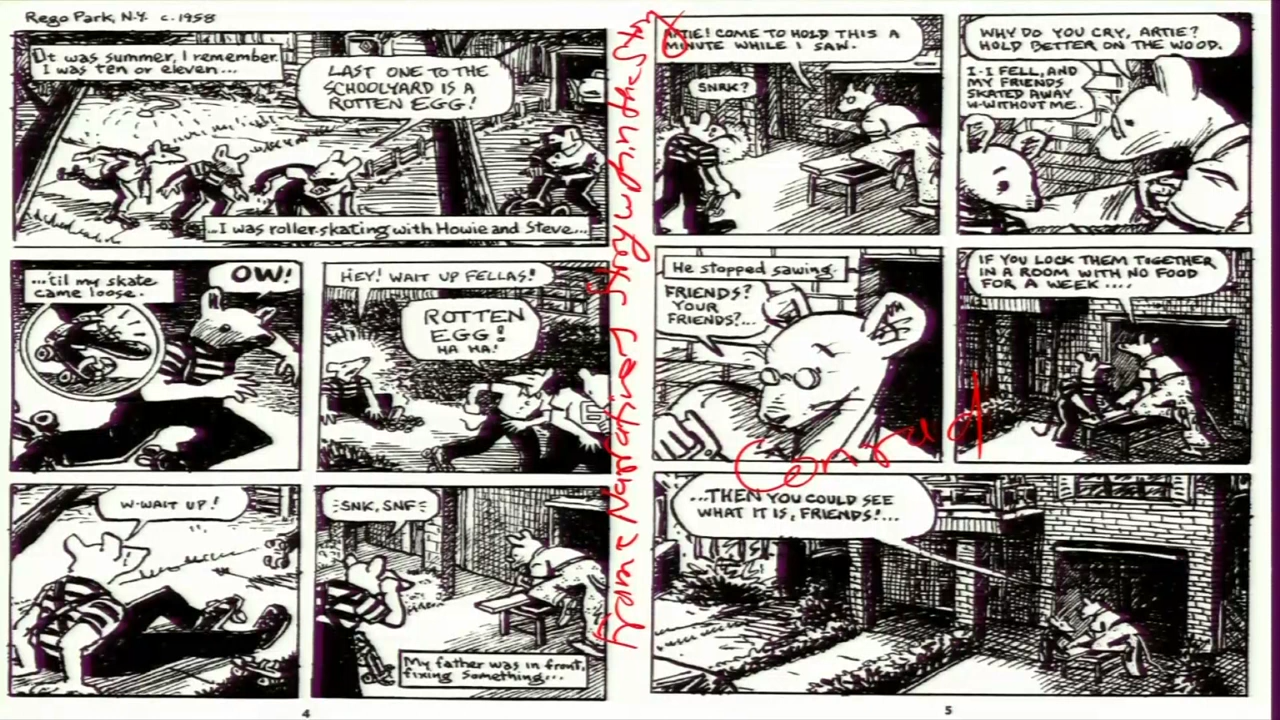 Rego Park, N.Y. c. 1958
It was summer, I remember.
I was ten or eleven...
LAST ONE TO THE
SCHOOLYARD IS A
ROTTEN EGG!
...I was roller-skating with Howie and Steve...
...'til my skate
came loose.
OW!
HEY! WAIT UP FELLAS!
ROTTEN
EGG!
HA HA!
W-WAIT UP!
SNK, SNF
My father was in front,
fixing something...
4
ARTIE! COME TO HOLD THIS A
MINUTE WHILE I SAW.
SNRK?
WHY DO YOU CRY, ARTIE?
HOLD BETTER ON THE WOOD.
I-I FELL, AND
MY FRIENDS
SKATED AWAY
W-WITHOUT ME.
He stopped sawing.
FRIENDS?
YOUR
FRIENDS?...
IF YOU LOCK THEM TOGETHER
IN A ROOM WITH NO FOOD
FOR A WEEK....
...THEN YOU COULD SEE
WHAT IT IS, FRIENDS!...
5
Narrative
Conrad